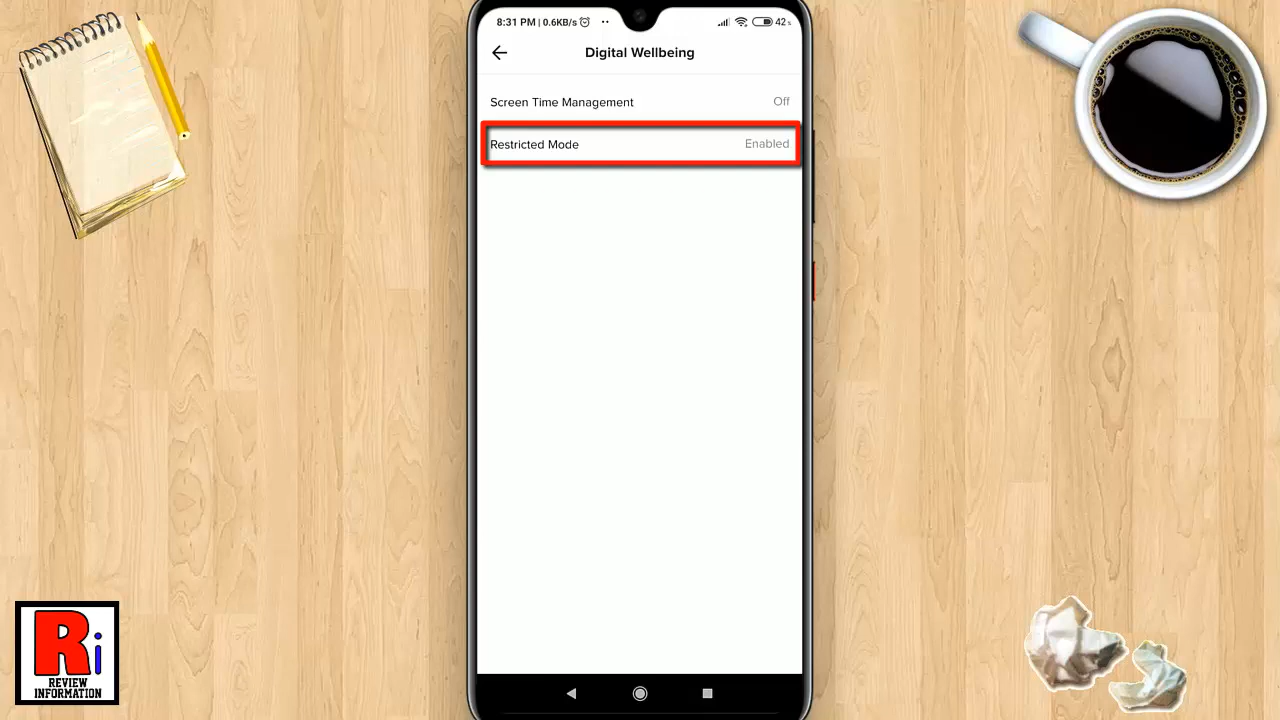 8:31 PM | 0.6KB/s
42
Digital Wellbeing
Screen Time Management Off
Restricted Mode Enabled
Ri
REVIEW
INFORMATION